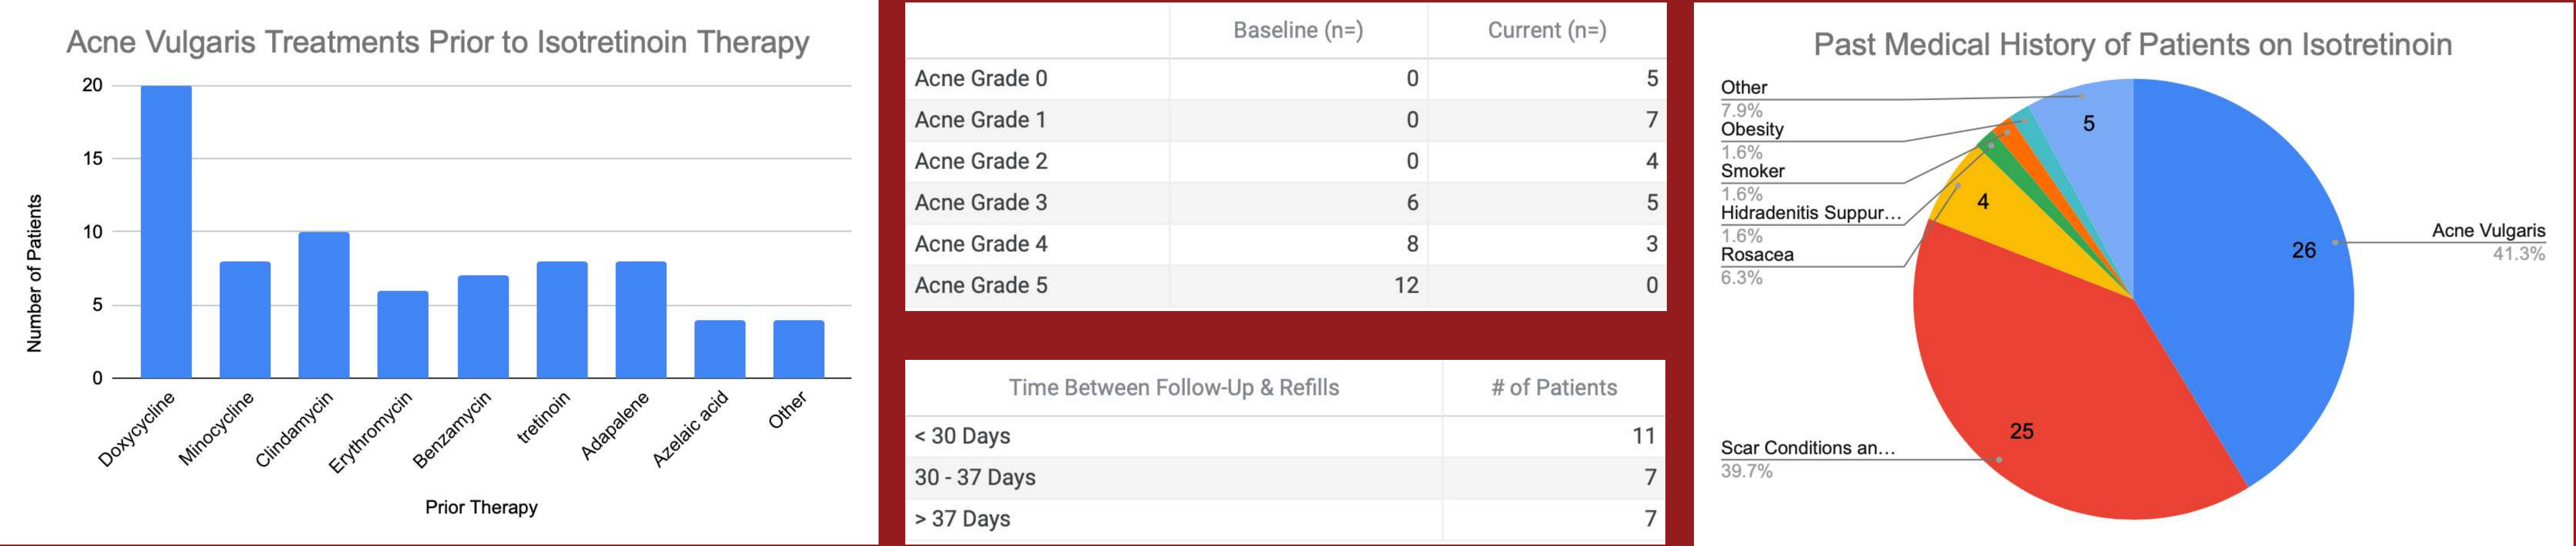 Acne Vulgaris Treatments Prior to Isotretinoin Therapy
20
15
10
5
0
Number of Patients
Doxycycline
Minocycline
Clindamycin
Erythromycin
Benzamycin
tretinoin
Adapalene
Azelaic acid
Other
Prior Therapy
Baseline (n=) Current (n=)
Acne Grade 0 0 5
Acne Grade 1 0 7
Acne Grade 2 0 4
Acne Grade 3 6 5
Acne Grade 4 8 3
Acne Grade 5 12 0
Time Between Follow-Up & Refills # of Patients
< 30 Days 11
30 - 37 Days 7
> 37 Days 7
Past Medical History of Patients on Isotretinoin
Other
7.9%
Obesity
1.6%
Smoker
1.6%
Hidradenitis Suppur...
1.6%
Rosacea
6.3%
Scar Conditions an...
39.7%
5
4
26
25
Acne Vulgaris
41.3%